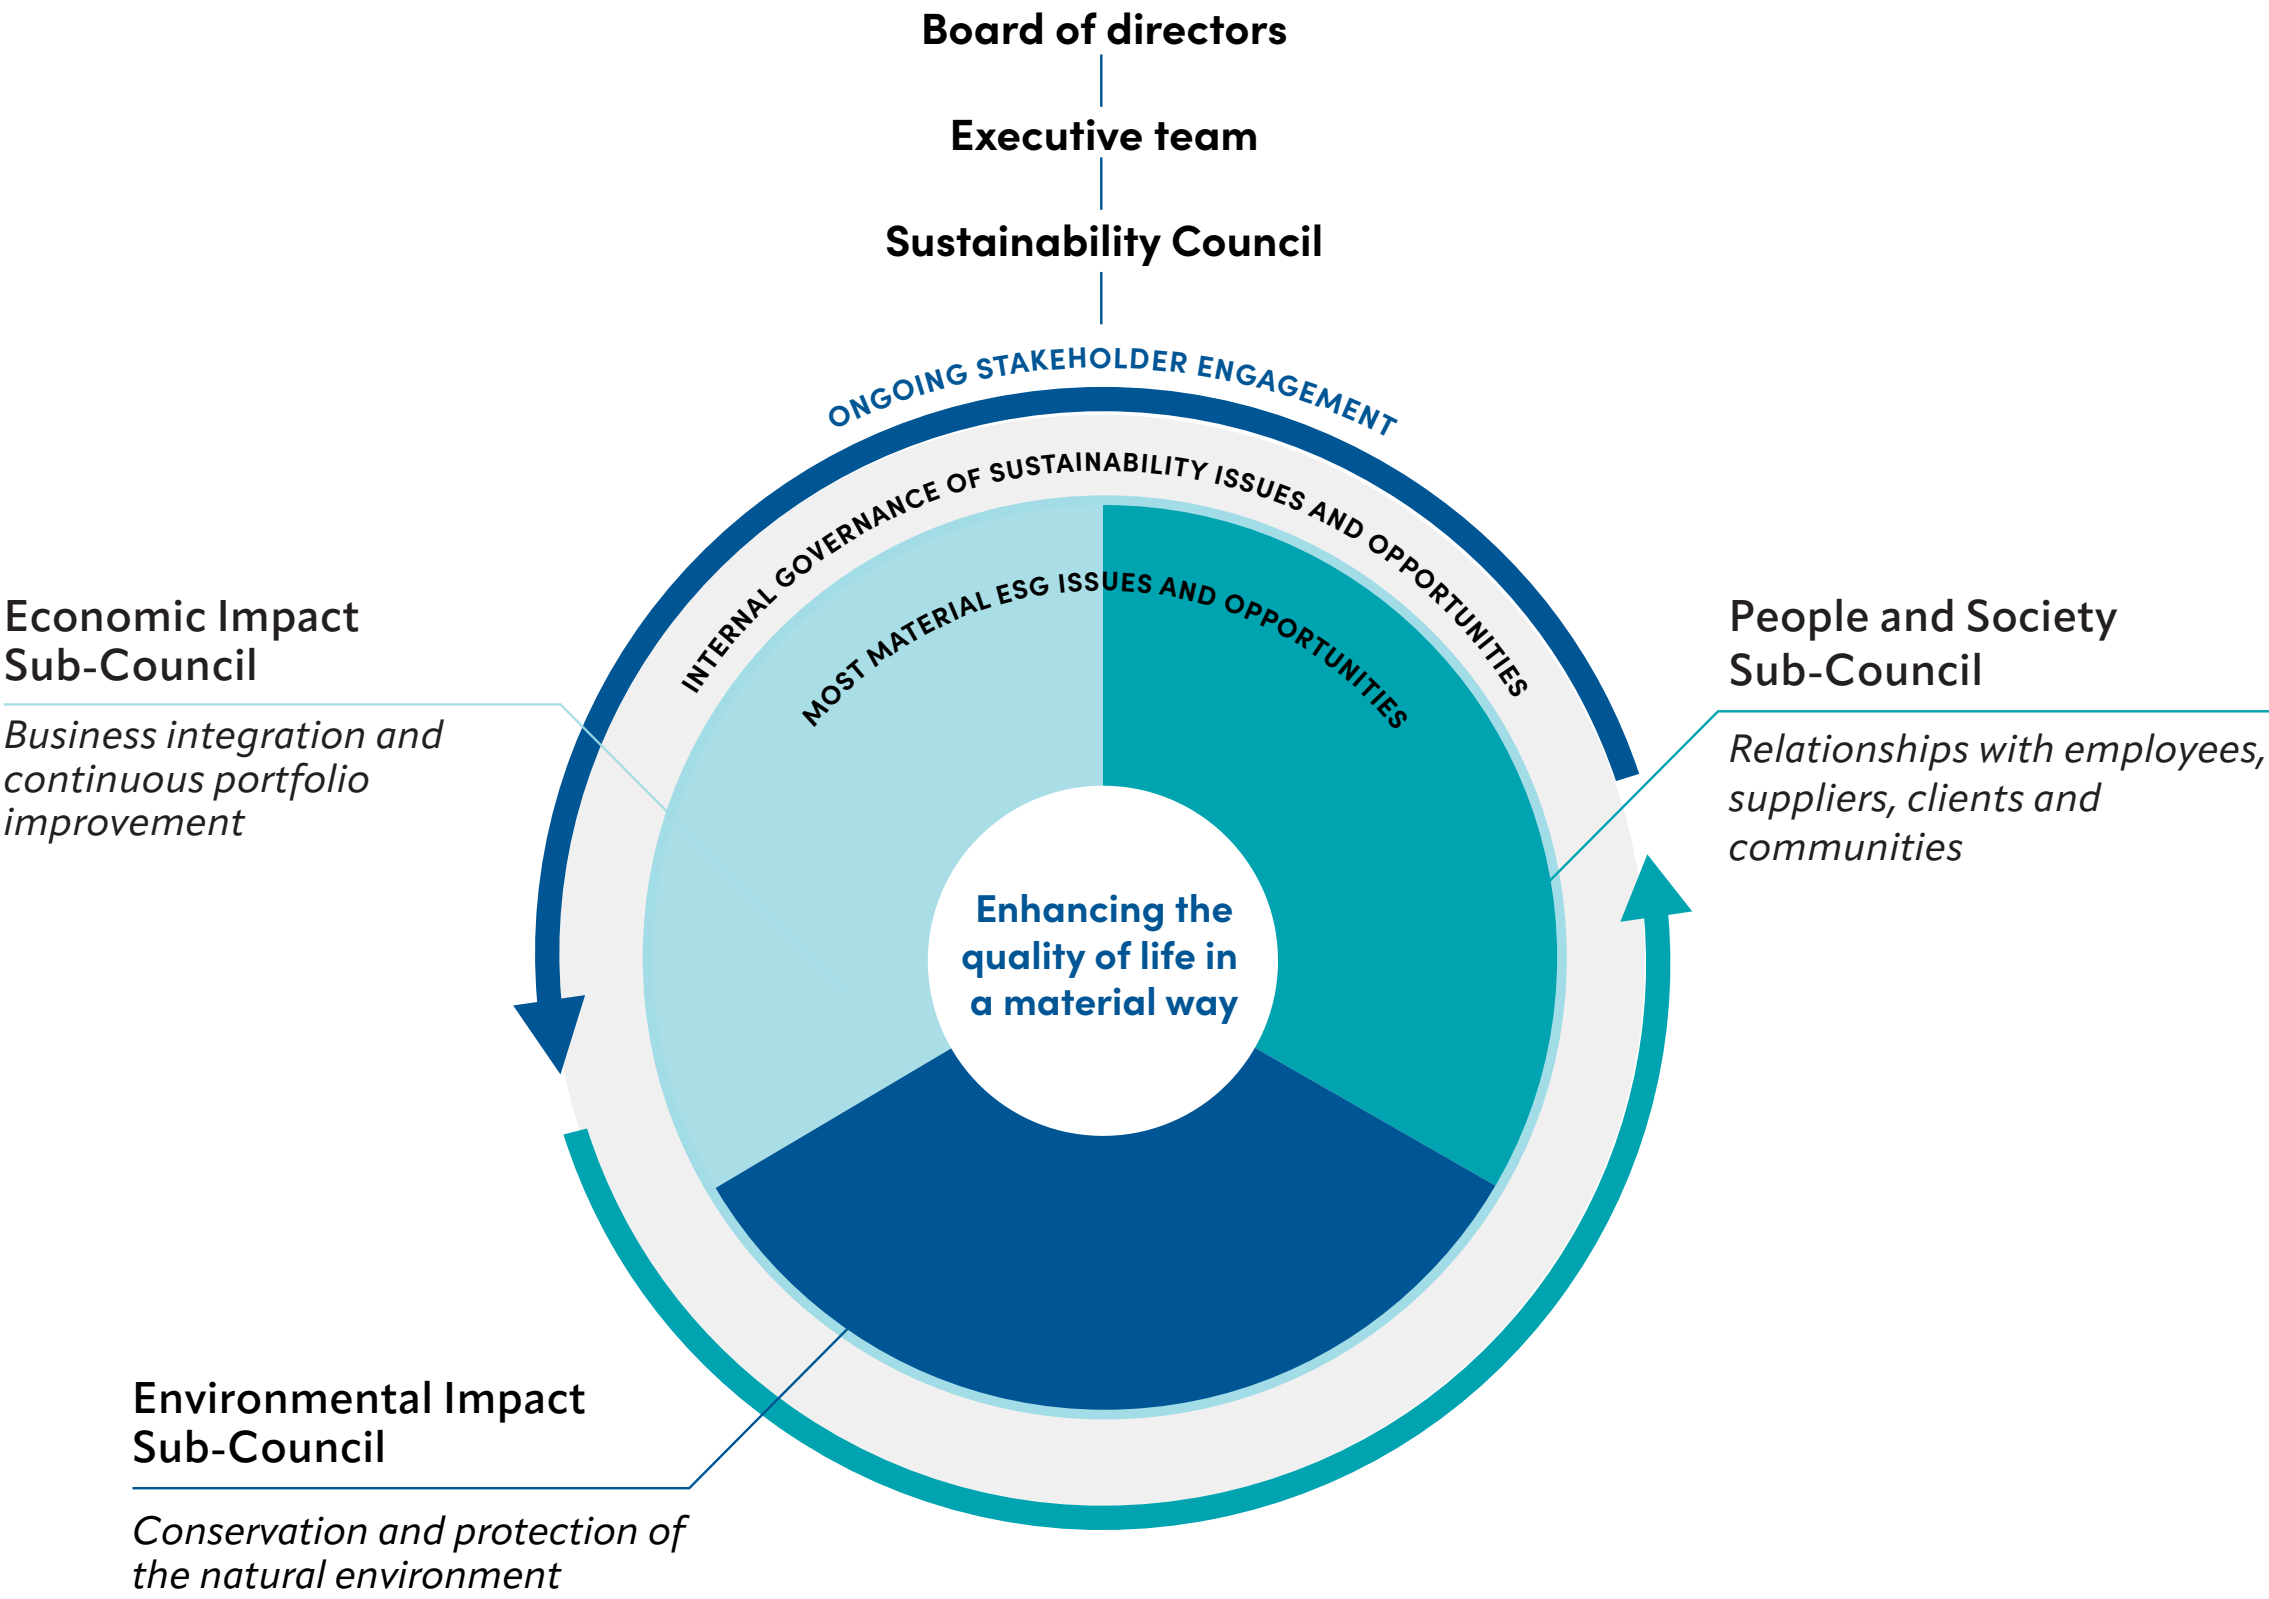 Board of directors
Executive team
Sustainability Council
ONGOING STAKEHOLDER ENGAGEMENT
INTERNAL GOVERNANCE OF SUSTAINABILITY ISSUES AND OPPORTUNITIES
MOST MATERIAL ESG ISSUES AND OPPORTUNITIES
Economic Impact
Sub-Council
Business integration and
continuous portfolio
improvement
People and Society
Sub-Council
Relationships with employees,
suppliers, clients and
communities
Enhancing the
quality of life in
a material way
Environmental Impact
Sub-Council
Conservation and protection of
the natural environment